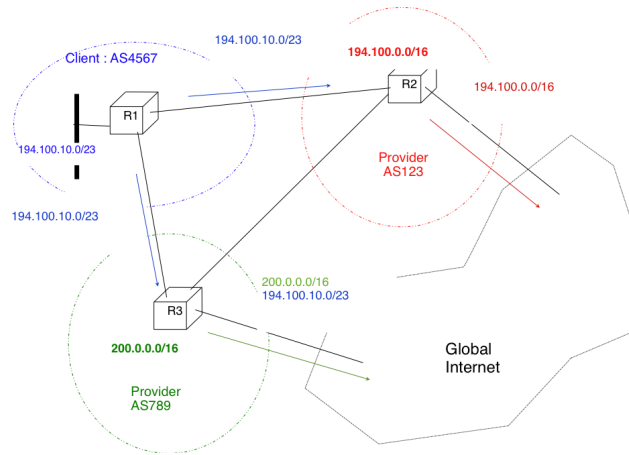 194.100.10.0/23
Client : AS4567
194.100.0.0/16
R1
R2
194.100.0.0/16
194.100.10.0/23
Provider
AS123
194.100.10.0/23
200.0.0.0/16
194.100.10.0/23
R3
200.0.0.0/16
Global
Internet
Provider
AS789